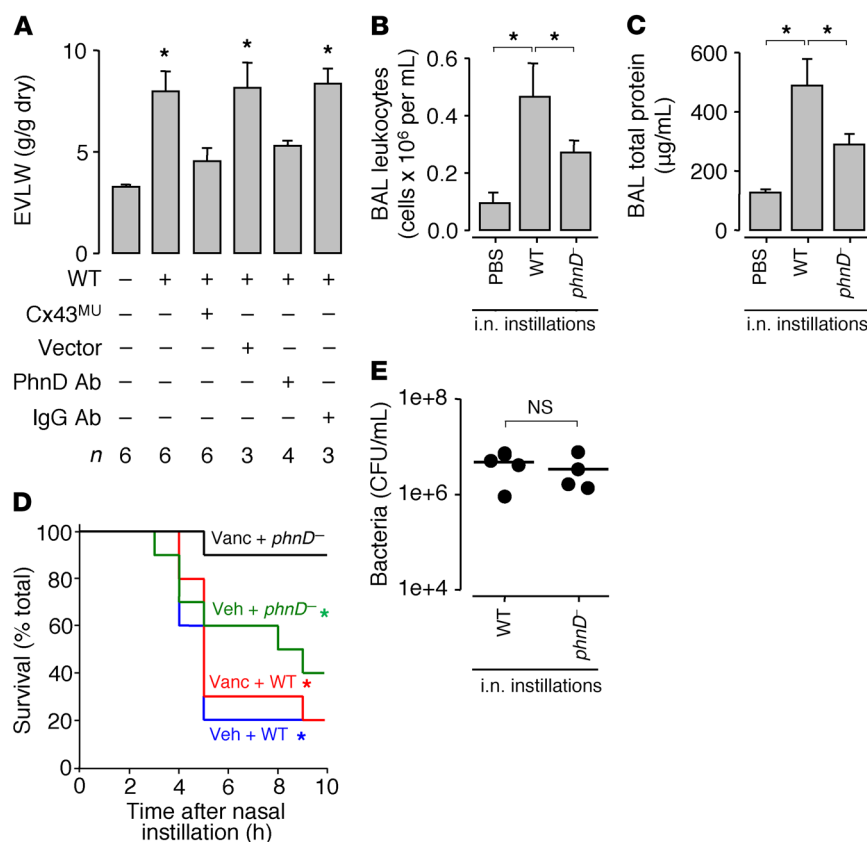 A
EVLW (g/g dry)
10
5
0
* * *
WT – + + + + +
Cx43MU – – + – – –
Vector – – – + – –
PhnD Ab – – – – + –
IgG Ab – – – – – +
n 6 6 6 3 4 3
B
BAL leukocytes
(cells x 10⁶ per mL)
0.6
0.4
0.2
0.0
* *
PBS
WT
phnD⁻
i.n. instillations
C
BAL total protein
(µg/mL)
600
400
200
0
* *
PBS
WT
phnD⁻
i.n. instillations
D
Survival (% total)
100
80
60
40
20
0
Vanc + phnD⁻
Veh + phnD⁻ *
Vanc + WT *
Veh + WT *
0 2 4 6 8 10
Time after nasal
instillation (h)
E
Bacteria (CFU/mL)
1e+8
1e+6
1e+4
NS
WT
phnD⁻
i.n. instillations